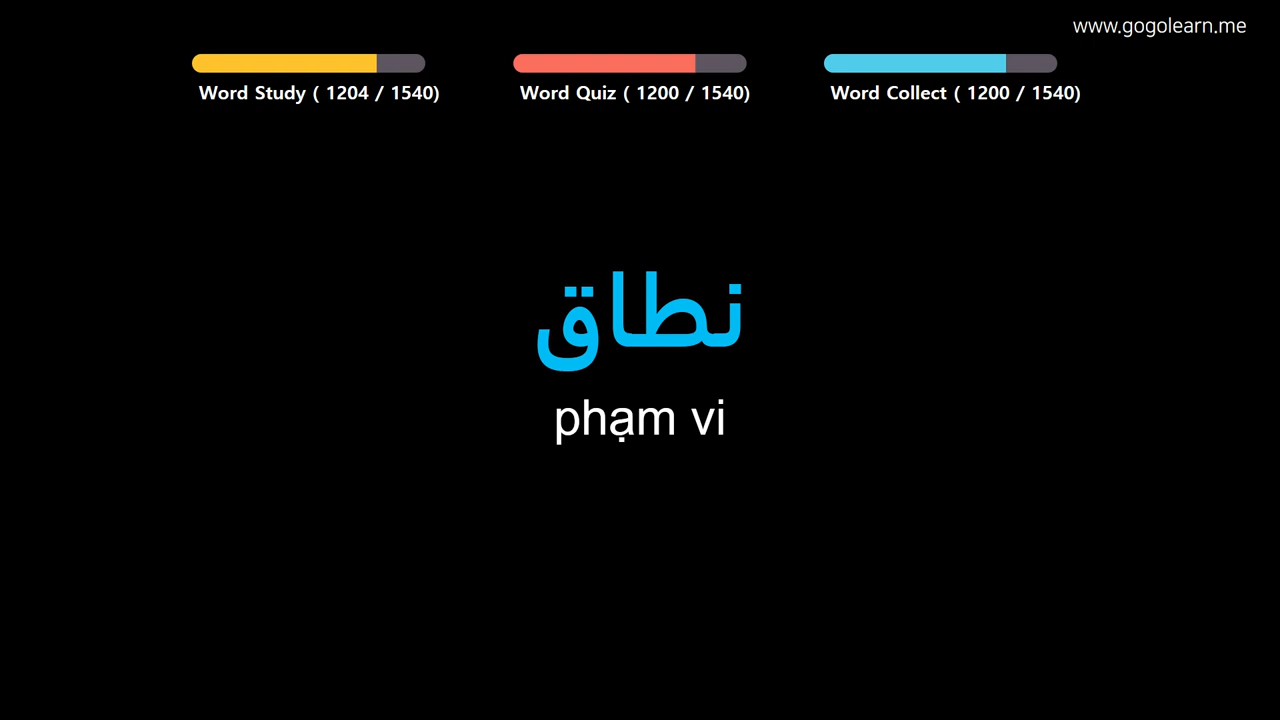 www.gogolearn.me
Word Study ( 1204 / 1540)
Word Quiz ( 1200 / 1540)
Word Collect ( 1200 / 1540)
نطاق
phạm vi